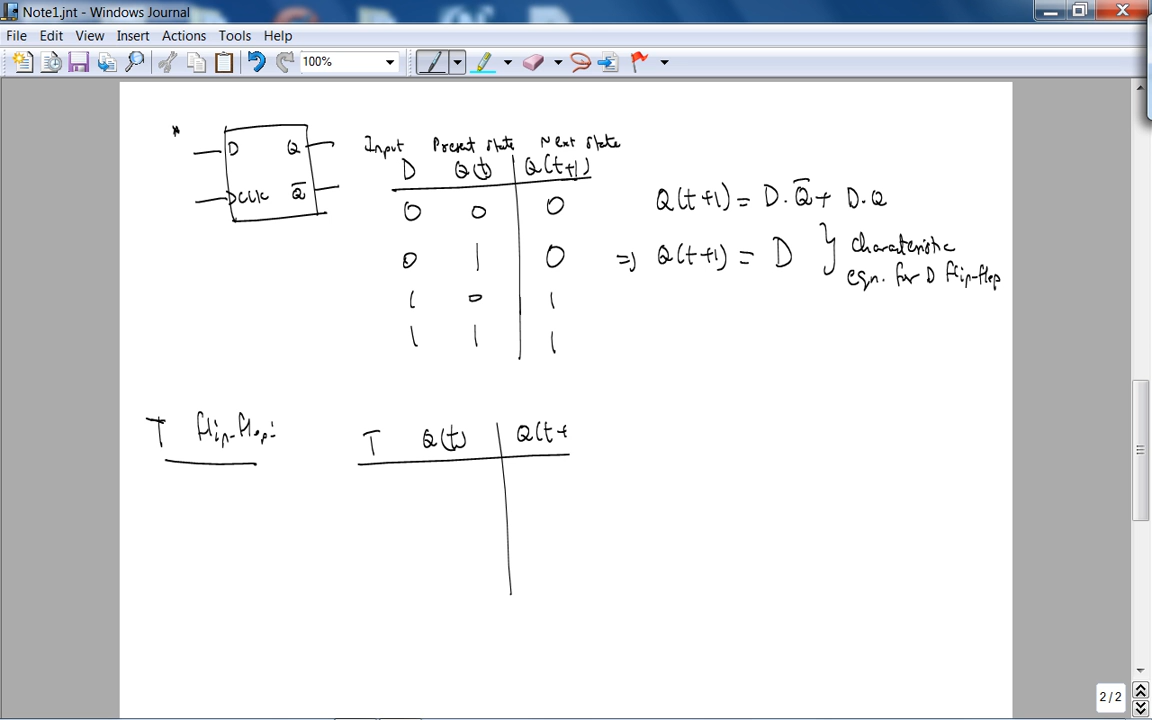 Note1.jnt - Windows Journal
File Edit View Insert Actions Tools Help
100%
*
D Q
CLK Q̅
Input Present state Next state
D Q(t) Q(t+1)
0 0 0
0 1 0
1 0 1
1 1 1
Q(t+1) = D.Q̅ + D.Q
=) Q(t+1) = D } charateristic
eqn. for D flip-flop
T flip-flop:
T Q(t) Q(t+
2 / 2